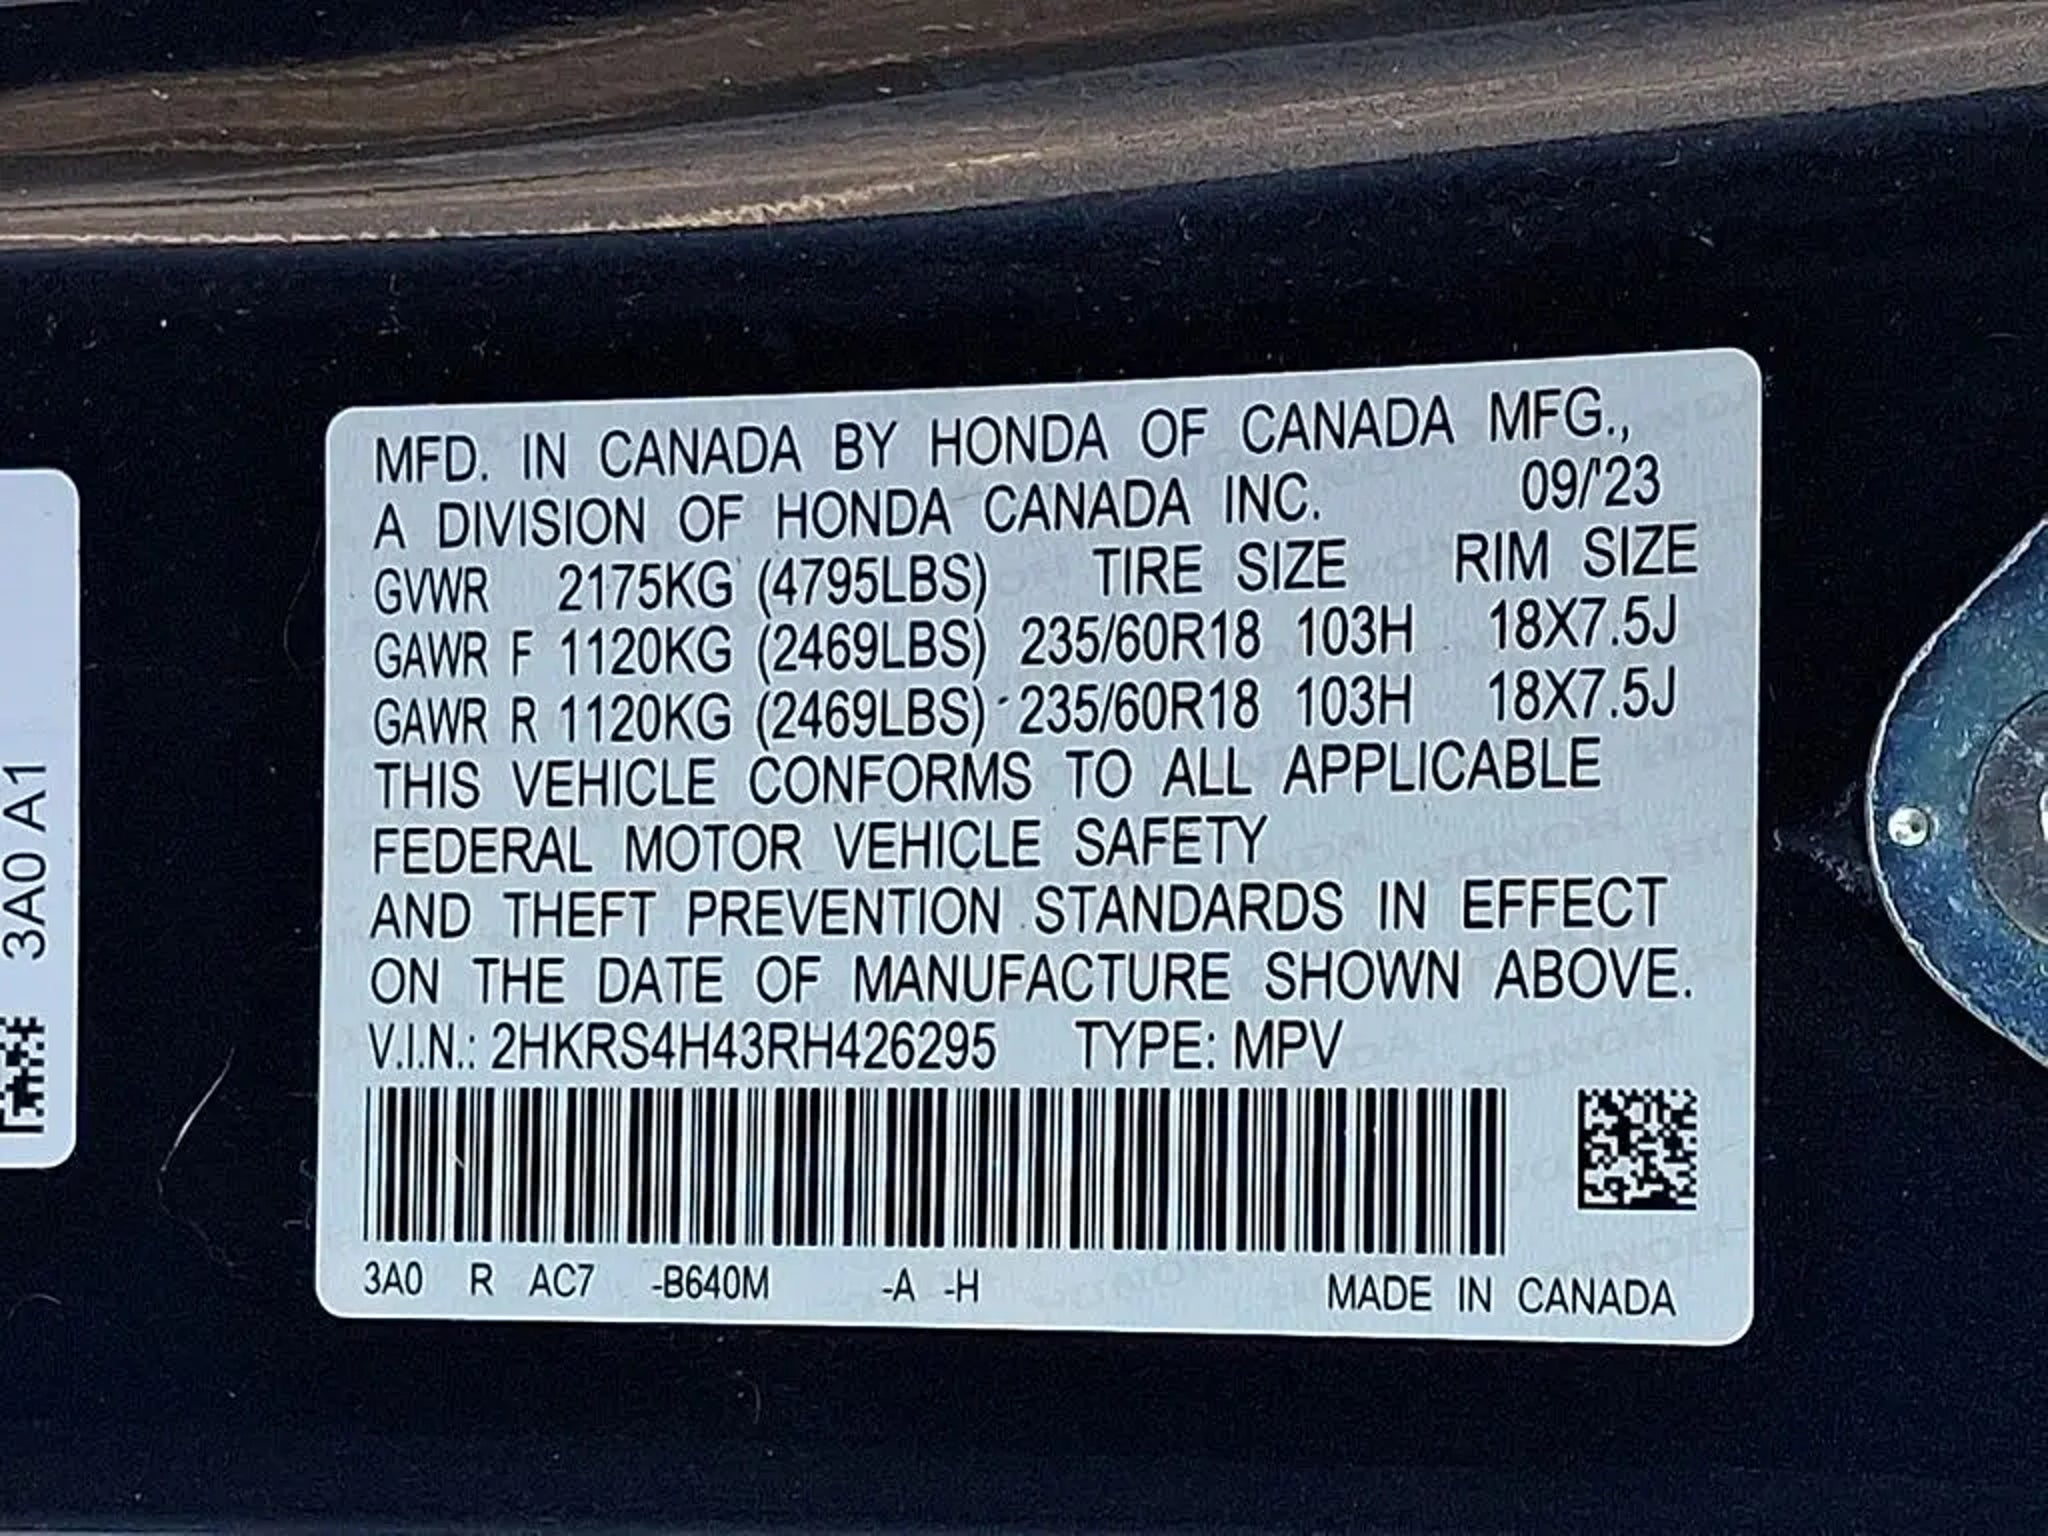 MFD. IN CANADA BY HONDA OF CANADA MFG.,
A DIVISION OF HONDA CANADA INC. 09/'23
GVWR 2175KG (4795LBS) TIRE SIZE RIM SIZE
GAWR F 1120KG (2469LBS) 235/60R18 103H 18X7.5J
GAWR R 1120KG (2469LBS) 235/60R18 103H 18X7.5J
THIS VEHICLE CONFORMS TO ALL APPLICABLE
FEDERAL MOTOR VEHICLE SAFETY
AND THEFT PREVENTION STANDARDS IN EFFECT
ON THE DATE OF MANUFACTURE SHOWN ABOVE.
V.I.N.: 2HKRS4H43RH426295 TYPE: MPV
3A0 R AC7 -B640M -A -H MADE IN CANADA
3A0 A1